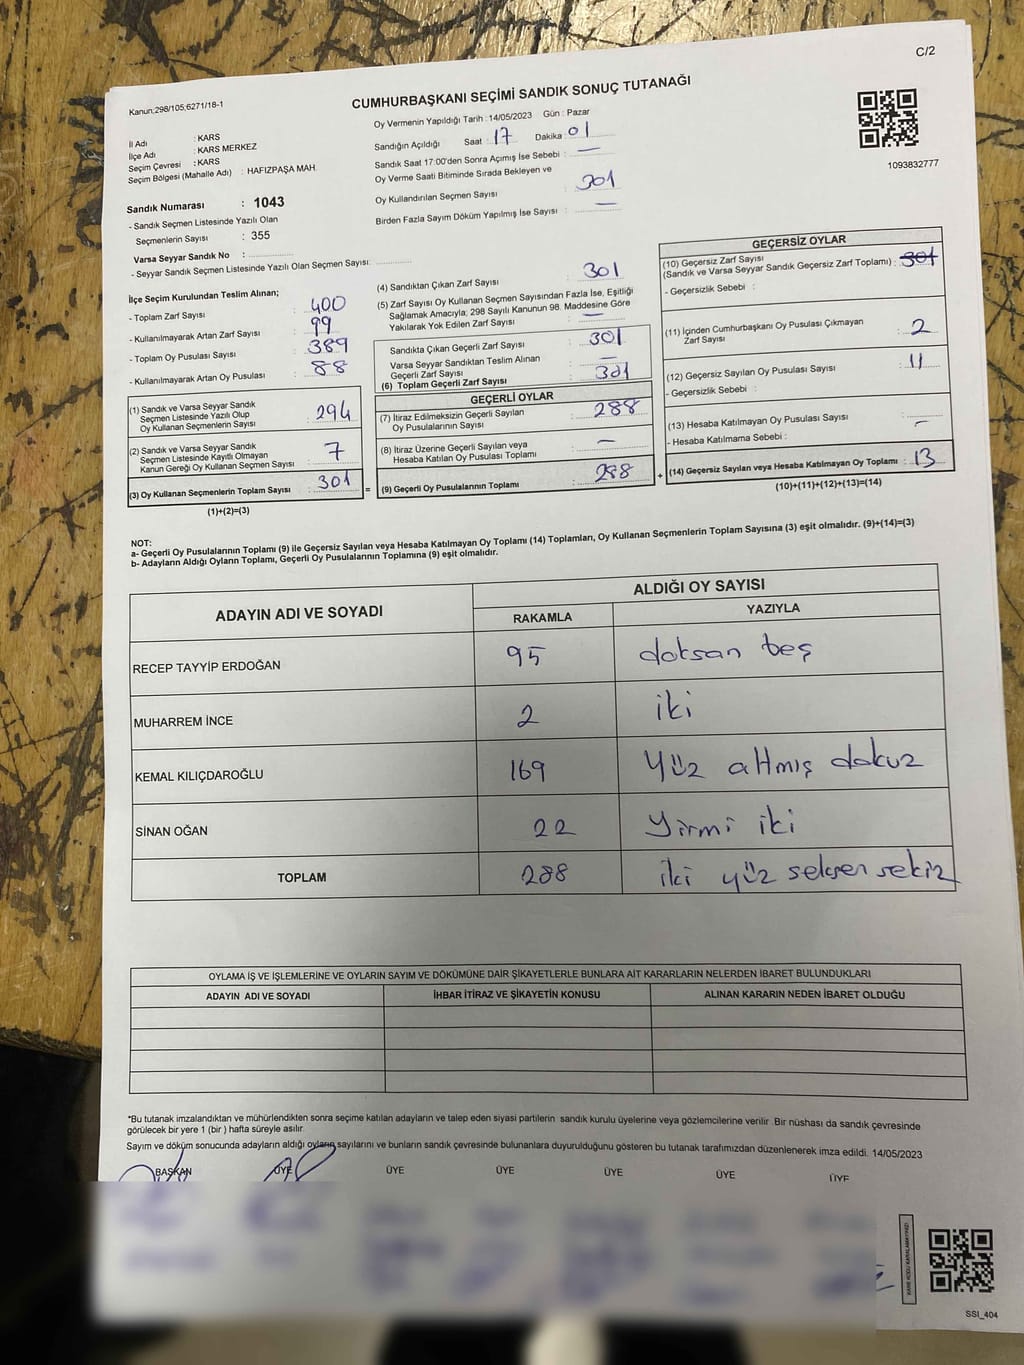 C/2
Kanun;298/105;6271/18-1
CUMHURBAŞKANI SEÇİMİ SANDIK SONUÇ TUTANAĞI
İl Adı : KARS
İlçe Adı : KARS MERKEZ
Seçim Çevresi : KARS
Seçim Bölgesi (Mahalle Adı) : HAFIZPAŞA MAH.
Sandık Numarası : 1043
- Sandık Seçmen Listesinde Yazılı Olan
Seçmenlerin Sayısı : 355
Varsa Seyyar Sandık No :
- Seyyar Sandık Seçmen Listesinde Yazılı Olan Seçmen Sayısı:
Oy Vermenin Yapıldığı Tarih : 14/05/2023 Gün : Pazar
Sandığın Açıldığı Saat : 17 Dakika 01
Sandık Saat 17:00'den Sonra Açımış İse Sebebi : —
Oy Verme Saati Bitiminde Sırada Bekleyen ve
Oy Kullandırılan Seçmen Sayısı : 301
Birden Fazla Sayım Döküm Yapılmış İse Sayısı : —
1093832777
İlçe Seçim Kurulundan Teslim Alınan;
- Toplam Zarf Sayısı : 400
- Kullanılmayarak Artan Zarf Sayısı : 99
- Toplam Oy Pusulası Sayısı : 389
- Kullanılmayarak Artan Oy Pusulası : 88
(1) Sandık ve Varsa Seyyar Sandık
Seçmen Listesinde Yazılı Olup
Oy Kullanan Seçmenlerin Sayısı : 294
(2) Sandık ve Varsa Seyyar Sandık
Seçmen Listesinde Kayıtlı Olmayan
Kanun Gereği Oy Kullanan Seçmen Sayısı : 7
(3) Oy Kullanan Seçmenlerin Toplam Sayısı : 301 =
(1)+(2)=(3)
(4) Sandıktan Çıkan Zarf Sayısı : 301
(5) Zarf Sayısı Oy Kullanan Seçmen Sayısından Fazla İse, Eşitliği
Sağlamak Amacıyla; 298 Sayılı Kanunun 98. Maddesine Göre
Yakılarak Yok Edilen Zarf Sayısı : —
Sandıkta Çıkan Geçerli Zarf Sayısı : 301
Varsa Seyyar Sandıktan Teslim Alınan
Geçerli Zarf Sayısı : —
(6) Toplam Geçerli Zarf Sayısı : 301
GEÇERLİ OYLAR
(7) İtiraz Edilmeksizin Geçerli Sayılan
Oy Pusulalarının Sayısı : 288
(8) İtiraz Üzerine Geçerli Sayılan veya
Hesaba Katılan Oy Pusulası Toplamı : —
(9) Geçerli Oy Pusulalarının Toplamı : 288 +
GEÇERSİZ OYLAR
(10) Geçersiz Zarf Sayısı
(Sandık ve Varsa Seyyar Sandık Geçersiz Zarf Toplamı) : 301
- Geçersizlik Sebebi :
(11) İçinden Cumhurbaşkanı Oy Pusulası Çıkmayan
Zarf Sayısı : 2
(12) Geçersiz Sayılan Oy Pusulası Sayısı : 11
- Geçersizlik Sebebi :
(13) Hesaba Katılmayan Oy Pusulası Sayısı : —
- Hesaba Katılmama Sebebi :
(14) Geçersiz Sayılan veya Hesaba Katılmayan Oy Toplamı : 13
(10)+(11)+(12)+(13)=(14)
NOT:
a- Geçerli Oy Pusulalarının Toplamı (9) ile Geçersiz Sayılan veya Hesaba Katılmayan Oy Toplamı (14) Toplamları, Oy Kullanan Seçmenlerin Toplam Sayısına (3) eşit olmalıdır. (9)+(14)=(3)
b- Adayların Aldığı Oyların Toplamı, Geçerli Oy Pusulalarının Toplamına (9) eşit olmalıdır.
ADAYIN ADI VE SOYADI
ALDIĞI OY SAYISI
RAKAMLA YAZIYLA
RECEP TAYYİP ERDOĞAN 95 doksan beş
MUHARREM İNCE 2 iki
KEMAL KILIÇDAROĞLU 169 yüz altmış dokuz
SİNAN OĞAN 22 Yirmi iki
TOPLAM 288 iki yüz seksen sekiz
OYLAMA İŞ VE İŞLEMLERİNE VE OYLARIN SAYIM VE DÖKÜMÜNE DAİR ŞİKAYETLERLE BUNLARA AİT KARARLARIN NELERDEN İBARET BULUNDUKLARI
ADAYIN ADI VE SOYADI İHBAR İTİRAZ VE ŞİKAYETİN KONUSU ALINAN KARARIN NEDEN İBARET OLDUĞU
*Bu tutanak imzalandıktan ve mühürlendikten sonra seçime katılan adayların ve talep eden siyasi partilerin sandık kurulu üyelerine veya gözlemcilerine verilir. Bir nüshası da sandık çevresinde
görülecek bir yere 1 (bir ) hafta süreyle asılır.
Sayım ve döküm sonucunda adayların aldığı oyların sayılarını ve bunların sandık çevresinde bulunanlara duyurulduğunu gösteren bu tutanak tarafımızdan düzenlenerek imza edildi. 14/05/2023
BAŞKAN ÜYE ÜYE ÜYE ÜYE ÜYE ÜYE
KARE KODU KARALAMAYINIZ!
SSI_404